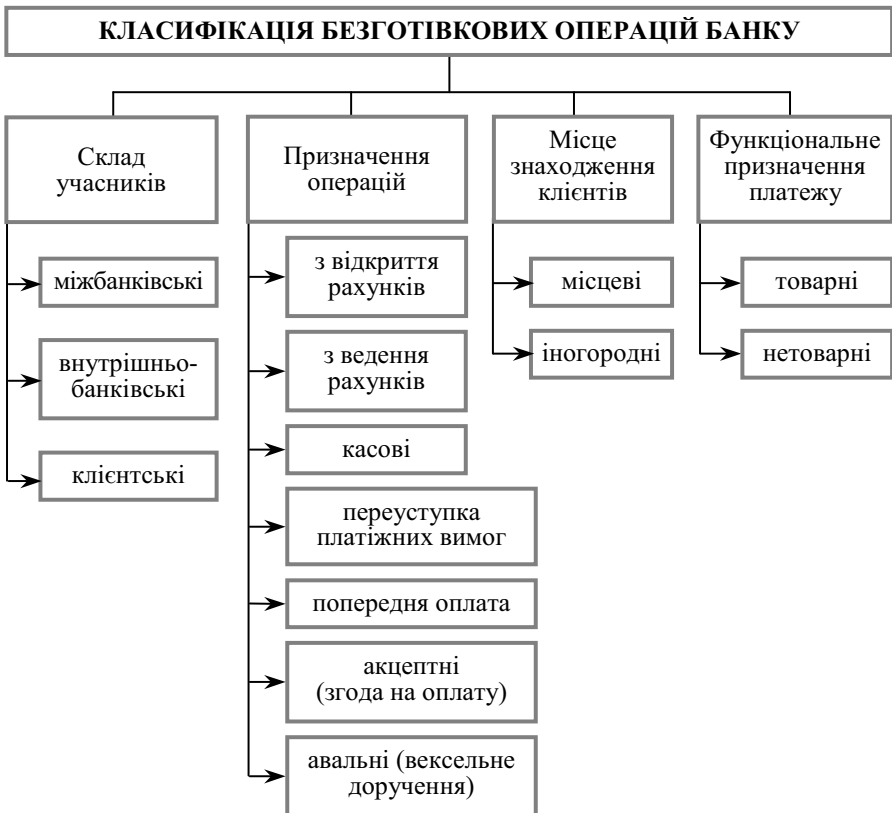 КЛАСИФІКАЦІЯ БЕЗГОТІВКОВИХ ОПЕРАЦІЙ БАНКУ
Склад
учасників
міжбанківські
внутрішньо-
банківські
клієнтські
Призначення
операцій
з відкриття
рахунків
з ведення
рахунків
касові
переуступка
платіжних вимог
попередня оплата
акцептні
(згода на оплату)
авальні (вексельне
доручення)
Місце
знаходження
клієнтів
місцеві
іногородні
Функціональне
призначення
платежу
товарні
нетоварні